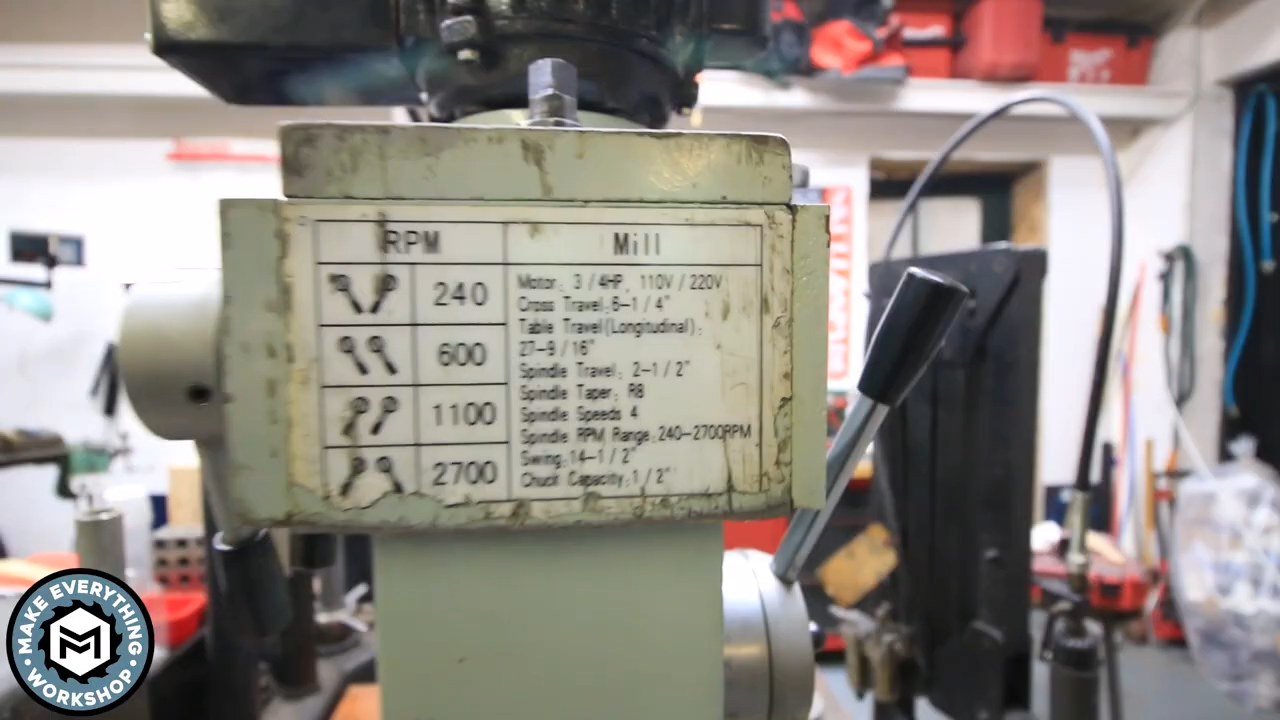 RPM
Mill
240
600
1100
2700
Motor: 3/4HP, 110V/220V
Cross Travel:6-1/4"
Table Travel(Longitudinal):
27-9/16"
Spindle Travel: 2-1/2"
Spindle Taper: R8
Spindle Speeds 4
Spindle RPM Range:240-2700RPM
Swing:14-1/2"
Chuck Capacity:1/2"
MAKE EVERYTHING
M
WORKSHOP